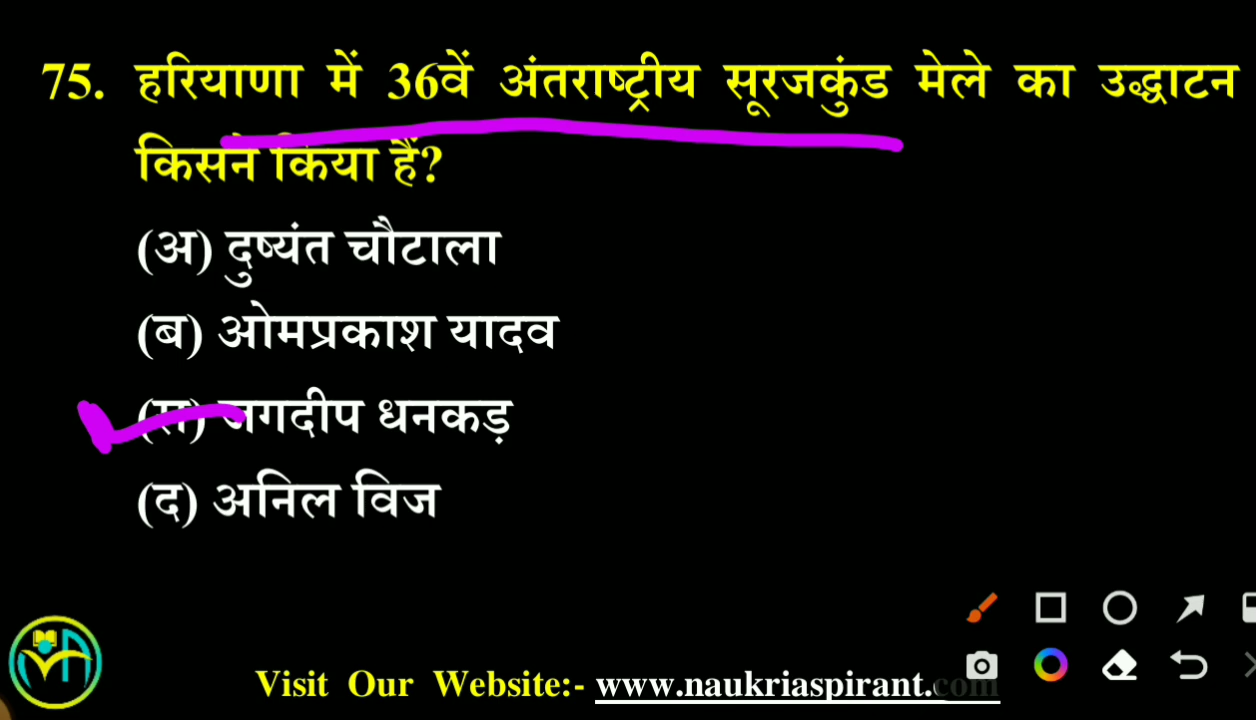 75. हरियाणा में 36वें अंतराष्ट्रीय सूरजकुंड मेले का उद्घाटन
किसने किया हैं?
(अ) दुष्यंत चौटाला
(ब) ओमप्रकाश यादव
(स) जगदीप धनकड़
(द) अनिल विज
Visit Our Website:- www.naukriaspirant.com